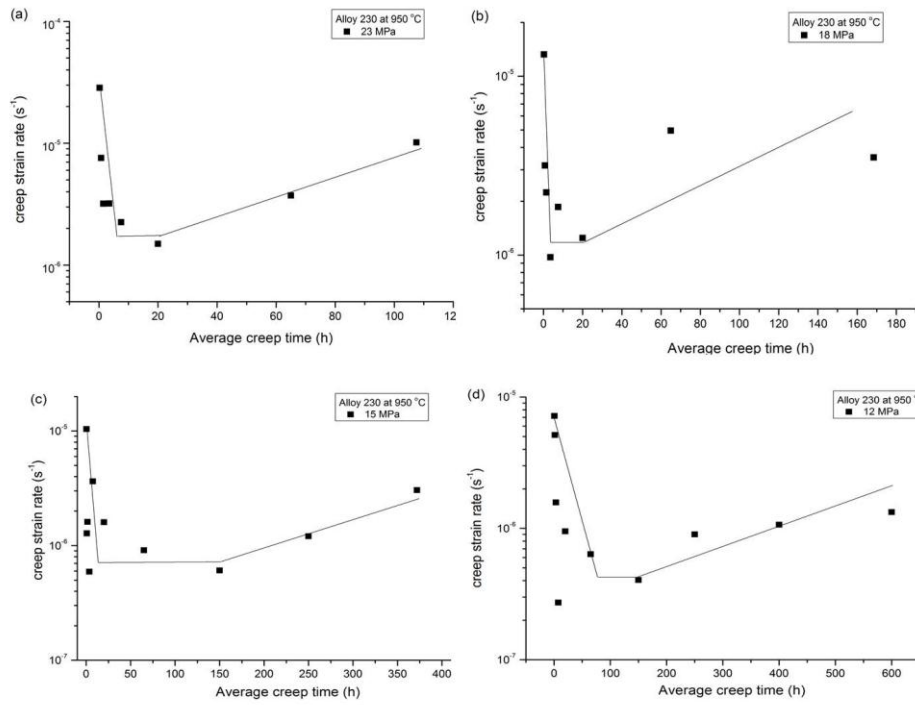 (a)
Alloy 230 at 950 °C
23 MPa
creep strain rate (s⁻¹)
10⁻⁴
10⁻⁵
10⁻⁶
0 20 40 60 80 100 12
Average creep time (h)
(b)
Alloy 230 at 950 °C
18 MPa
creep strain rate (s⁻¹)
10⁻⁵
10⁻⁶
0 20 40 60 80 100 120 140 160 180
Average creep time (h)
(c)
Alloy 230 at 950 °C
15 MPa
creep strain rate (s⁻¹)
10⁻⁵
10⁻⁶
10⁻⁷
0 50 100 150 200 250 300 350 400
Average creep time (h)
(d)
Alloy 230 at 950 °C
12 MPa
creep strain rate (s⁻¹)
10⁻⁵
10⁻⁶
10⁻⁷
0 100 200 300 400 500 600
Average creep time (h)